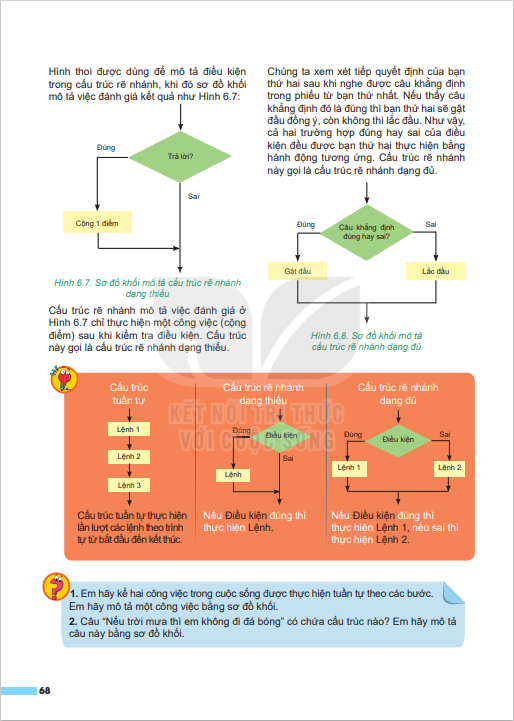 Hình thoi được dùng để mô tả điều kiện
trong cấu trúc rẽ nhánh, khi đó sơ đồ khối
mô tả việc đánh giá kết quả như Hình 6.7:
Đúng
Trả lời?
Sai
Cộng 1 điểm
Hình 6.7. Sơ đồ khối mô tả cấu trúc rẽ nhánh
dạng thiếu
Cấu trúc rẽ nhánh mô tả việc đánh giá ở
Hình 6.7 chỉ thực hiện một công việc (cộng
điểm) sau khi kiểm tra điều kiện. Cấu trúc
này gọi là cấu trúc rẽ nhánh dạng thiếu.
Chúng ta xem xét tiếp quyết định của bạn
thứ hai sau khi nghe được câu khẳng định
trong phiếu từ bạn thứ nhất. Nếu thấy câu
khẳng định đó là đúng thì bạn thứ hai sẽ gật
đầu đồng ý, còn không thì lắc đầu. Như vậy,
cả hai trường hợp đúng hay sai của điều
kiện đều được bạn thứ hai thực hiện bằng
hành động tương ứng. Cấu trúc rẽ nhánh
này gọi là cấu trúc rẽ nhánh dạng đủ.
Đúng
Câu khẳng định
đúng hay sai?
Sai
Gật đầu
Lắc đầu
Hình 6.8. Sơ đồ khối mô tả
cấu trúc rẽ nhánh dạng đủ
KẾT NỐI TRI THỨC
VỚI CUỘC SỐNG
Cấu trúc
tuần tự
Lệnh 1
Lệnh 2
Lệnh 3
Cấu trúc tuần tự thực hiện
lần lượt các lệnh theo trình
tự từ bắt đầu đến kết thúc.
Cấu trúc rẽ nhánh
dạng thiếu
Đúng
Điều kiện
Sai
Lệnh
Nếu Điều kiện đúng thì
thực hiện Lệnh.
Cấu trúc rẽ nhánh
dạng đủ
Đúng
Điều kiện
Sai
Lệnh 1
Lệnh 2
Nếu Điều kiện đúng thì
thực hiện Lệnh 1, nếu sai thì
thực hiện Lệnh 2.
1. Em hãy kể hai công việc trong cuộc sống được thực hiện tuần tự theo các bước.
Em hãy mô tả một công việc bằng sơ đồ khối.
2. Câu “Nếu trời mưa thì em không đi đá bóng” có chứa cấu trúc nào? Em hãy mô tả
câu này bằng sơ đồ khối.
68